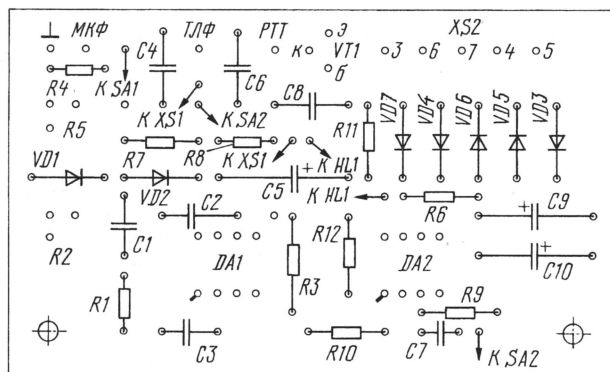 МКФ ТЛФ РТТ Э XS2
C4 К VT1 3 6 7 4 5
R4 К SA1 C6 Б
C8 VD7 VD4 VD6 VD5 VD3
R5 К XS1 К SA2 R11
R7 R8 К XS1 К HL1
VD1 VD2 C5 + К HL1 R6
C2 + C9
R2 C1 DA1 R12 DA2 + C10
R1 R3 R9
C3 R10 C7 К SA2